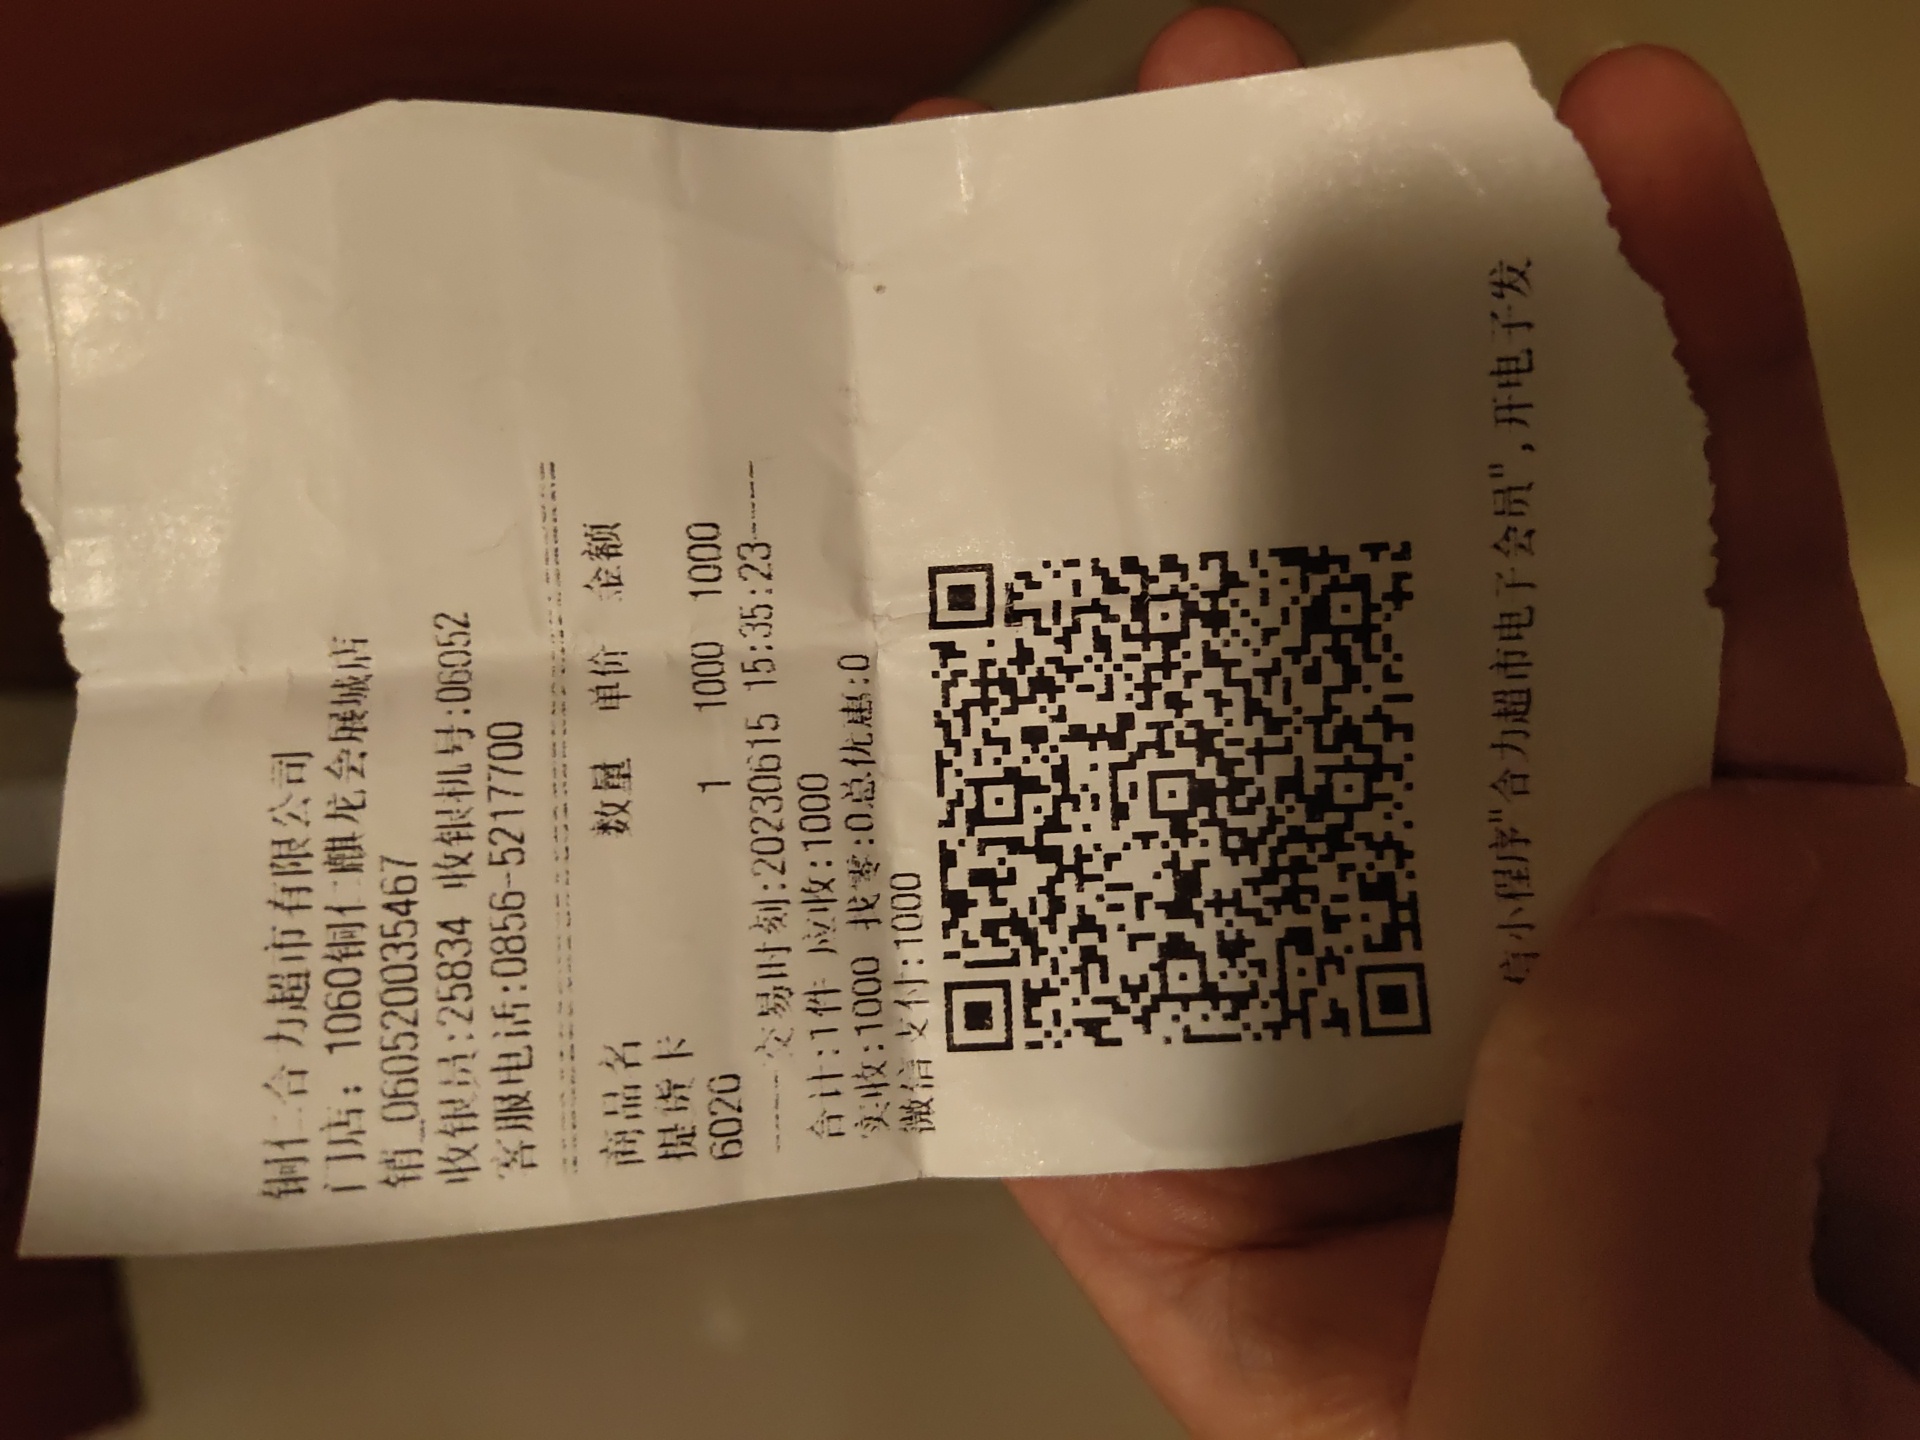 铜仁合力超市有限公司
门店：1060铜仁麒龙会展城店
销_0605200354​67
收银员:25834 收银机号:06052
客服电话:0856-5217700
商品名 数量 单价 金额
提货卡
6020 1 1000 1000
交易时刻:20230615 15:35:23
合计:1件 应收:1000
实收:1000 找零:0总优惠:0
微信支付:1000
信小程序"合力超市电子会员",开电子发